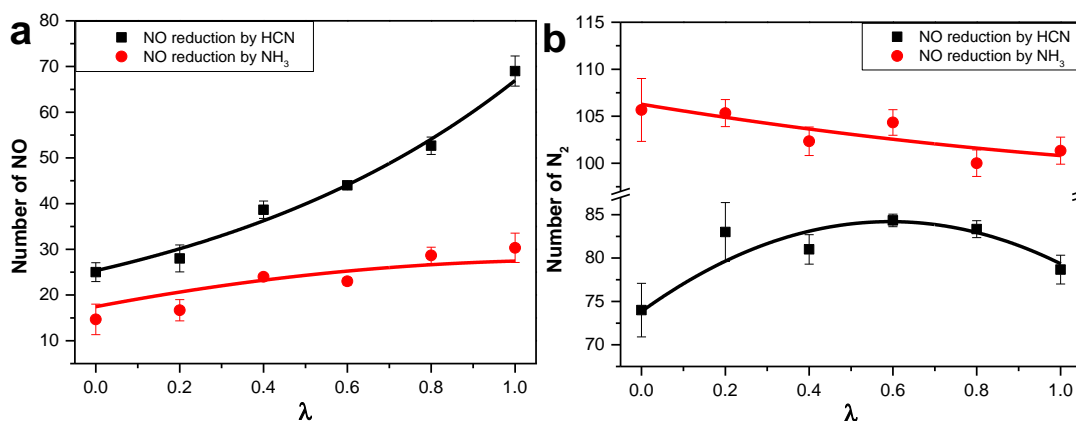 a
NO reduction by HCN
NO reduction by NH₃
Number of NO
80
70
60
50
40
30
20
10
0.0 0.2 0.4 0.6 0.8 1.0
λ
b
NO reduction by HCN
NO reduction by NH₃
Number of N₂
115
110
105
100
85
80
75
70
0.0 0.2 0.4 0.6 0.8 1.0
λ